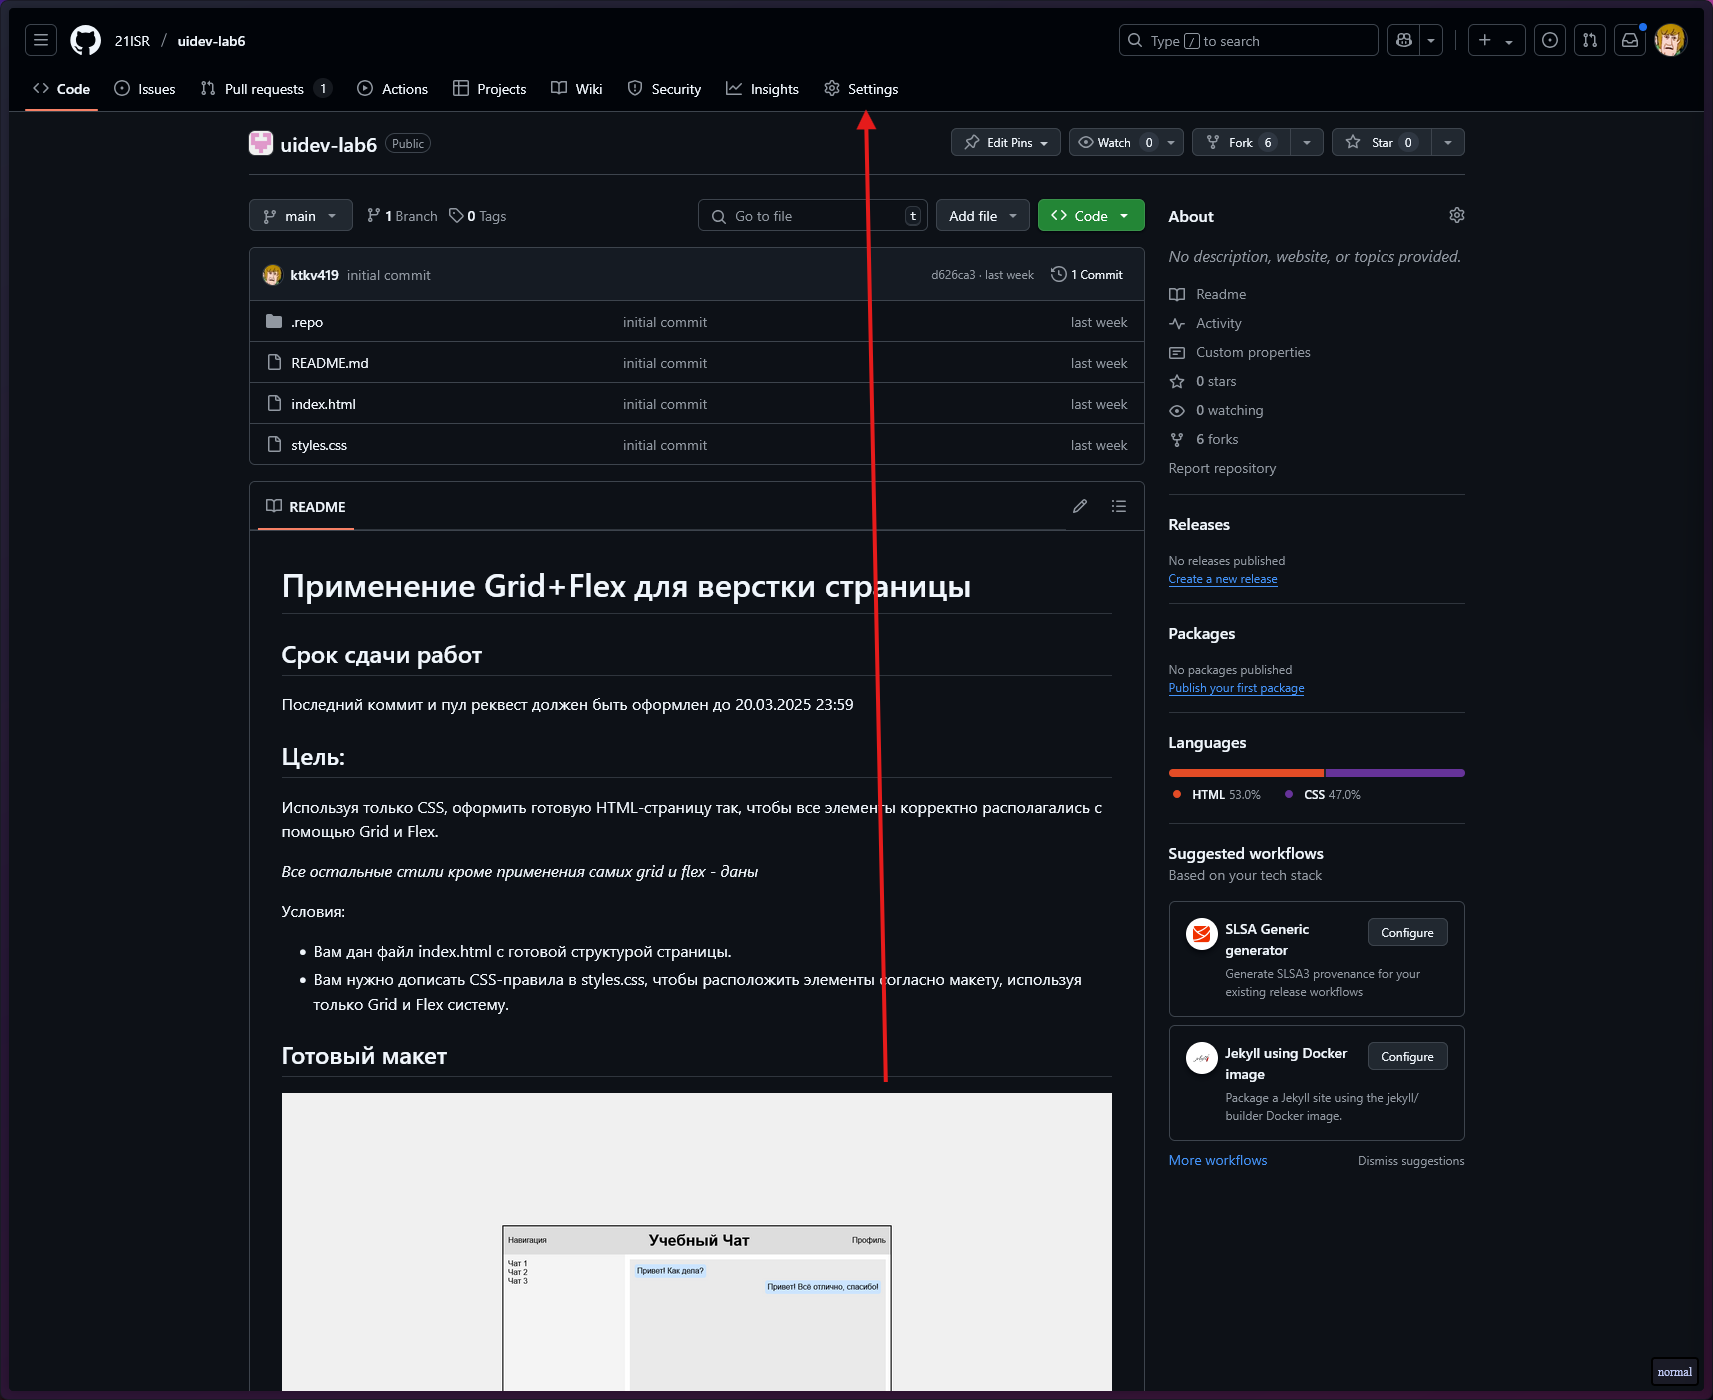 21ISR / uidev-lab6
Type / to search
Code
Issues
Pull requests 1
Actions
Projects
Wiki
Security
Insights
Settings
uidev-lab6 Public
Edit Pins
Watch 0
Fork 6
Star 0
main
1 Branch
0 Tags
Go to file t
Add file
Code
ktkv419 initial commit
d626ca3 · last week
1 Commit
.repo initial commit last week
README.md initial commit last week
index.html initial commit last week
styles.css initial commit last week
README
Применение Grid+Flex для верстки страницы
Срок сдачи работ
Последний коммит и пул реквест должен быть оформлен до 20.03.2025 23:59
Цель:
Используя только CSS, оформить готовую HTML-страницу так, чтобы все элементы корректно располагались с
помощью Grid и Flex.
Все остальные стили кроме применения самих grid и flex - даны
Условия:
• Вам дан файл index.html с готовой структурой страницы.
• Вам нужно дописать CSS-правила в styles.css, чтобы расположить элементы согласно макету, используя
только Grid и Flex систему.
Готовый макет
Навигация
Учебный Чат
Профиль
Чат 1
Чат 2
Чат 3
Привет! Как дела?
Привет! Всё отлично, спасибо!
About
No description, website, or topics provided.
Readme
Activity
Custom properties
0 stars
0 watching
6 forks
Report repository
Releases
No releases published
Create a new release
Packages
No packages published
Publish your first package
Languages
HTML 53.0%
CSS 47.0%
Suggested workflows
Based on your tech stack
SLSA Generic
generator
Configure
Generate SLSA3 provenance for your
existing release workflows
Jekyll using Docker
image
Configure
Package a Jekyll site using the jekyll/
builder Docker image.
More workflows
Dismiss suggestions
normal